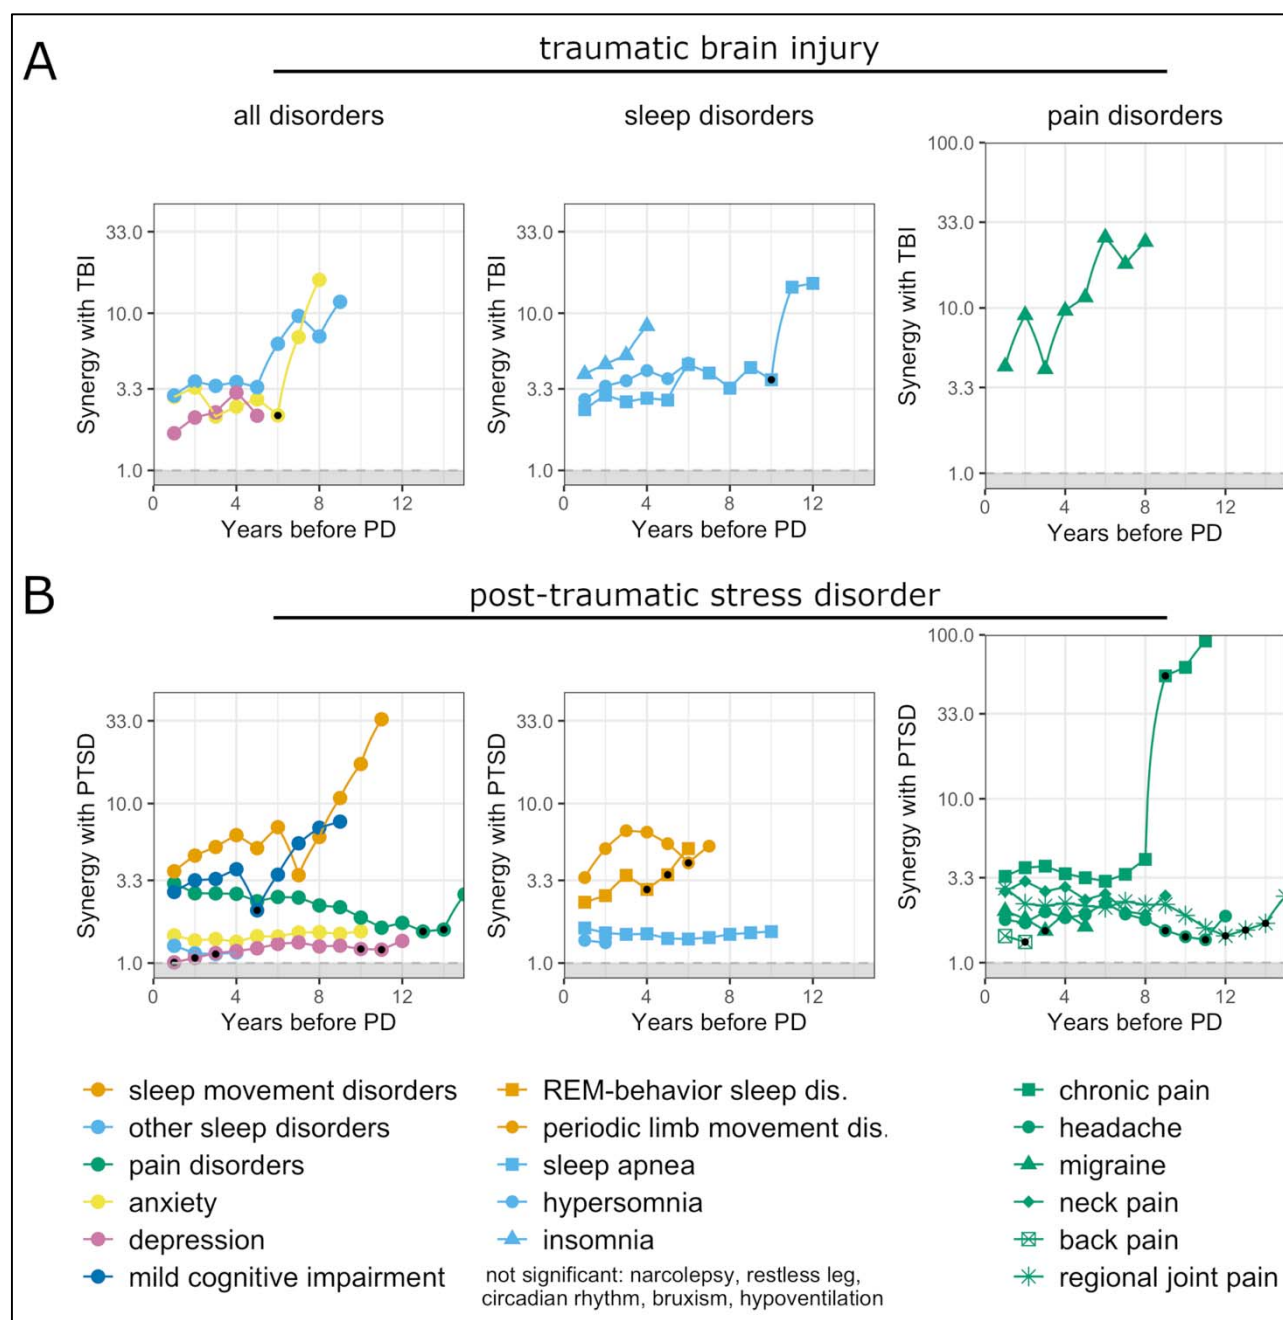 A
traumatic brain injury
all disorders
sleep disorders
pain disorders
Synergy with TBI
33.0
10.0
3.3
1.0
0
4
8
12
Years before PD
Synergy with TBI
33.0
10.0
3.3
1.0
0
4
8
12
Years before PD
Synergy with TBI
100.0
33.0
10.0
3.3
1.0
0
4
8
12
Years before PD
B
post-traumatic stress disorder
Synergy with PTSD
33.0
10.0
3.3
1.0
0
4
8
12
Years before PD
Synergy with PTSD
33.0
10.0
3.3
1.0
0
4
8
12
Years before PD
Synergy with PTSD
100.0
33.0
10.0
3.3
1.0
0
4
8
12
Years before PD
sleep movement disorders
other sleep disorders
pain disorders
anxiety
depression
mild cognitive impairment
REM-behavior sleep dis.
periodic limb movement dis.
sleep apnea
hypersomnia
insomnia
not significant: narcolepsy, restless leg,
circadian rhythm, bruxism, hypoventilation
chronic pain
headache
migraine
neck pain
back pain
regional joint pain